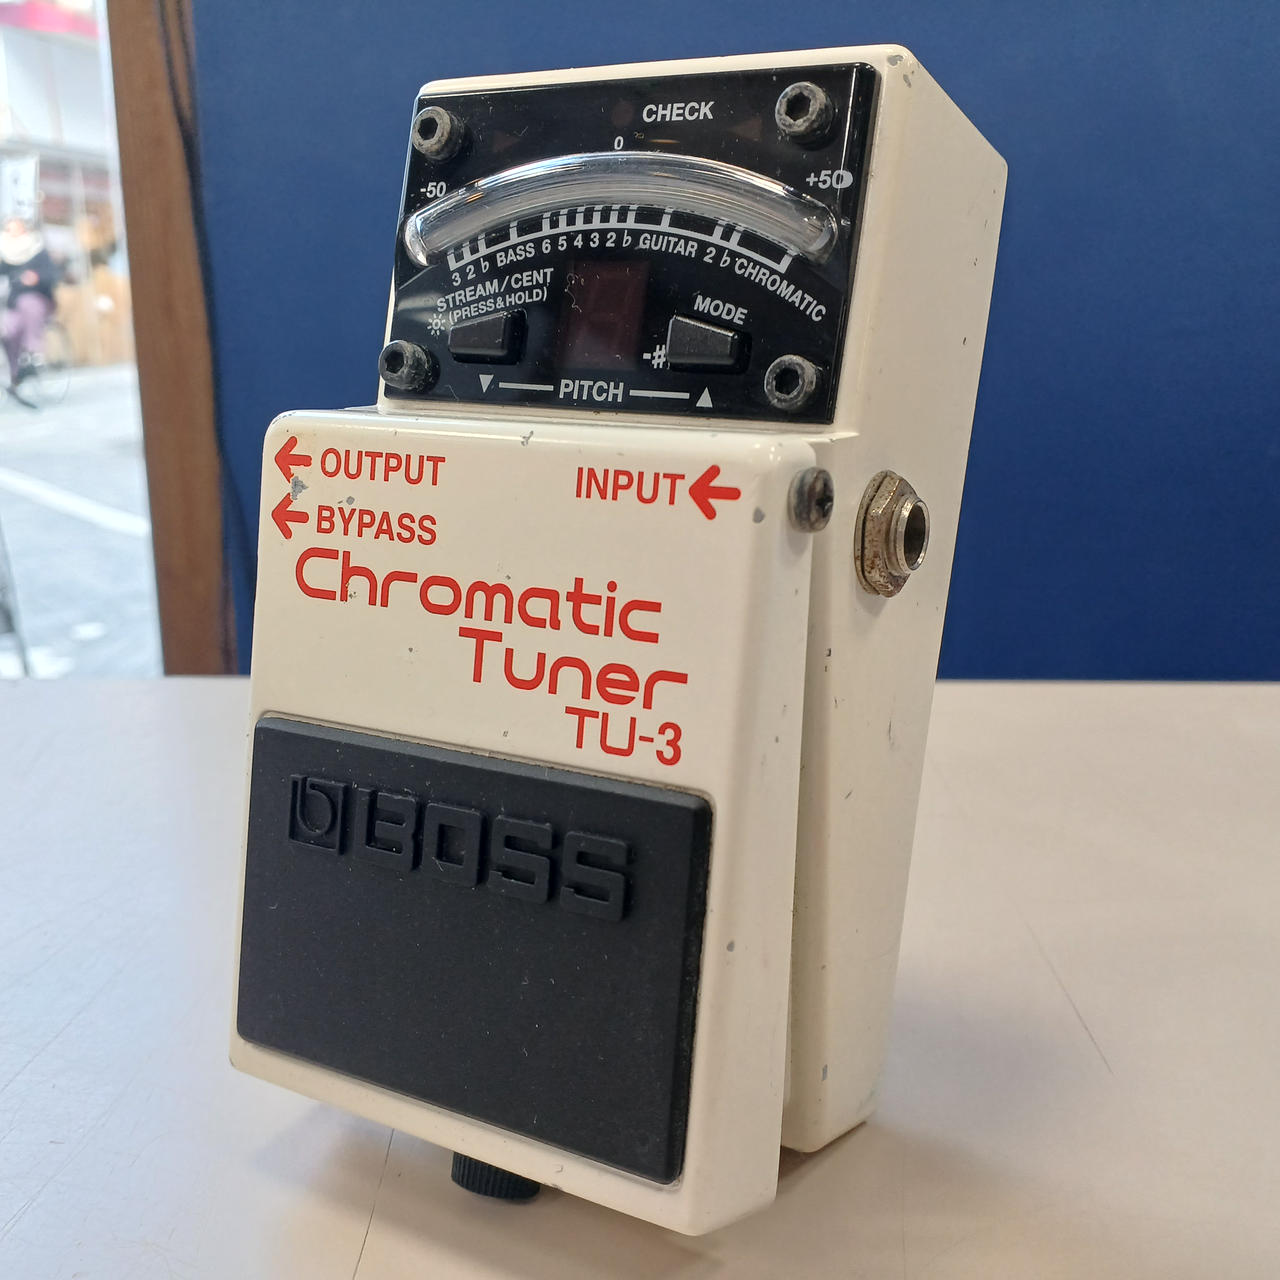 CHECK
0
-50
+50
3 2 ♭ BASS 6 5 4 3 2 ♭ GUITAR 2 ♭ CHROMATIC
STREAM/CENT
(PRESS&HOLD)
MODE
-#
▼ PITCH ▲
← OUTPUT
INPUT ←
← BYPASS
Chromatic
Tuner
TU-3
b BOSS